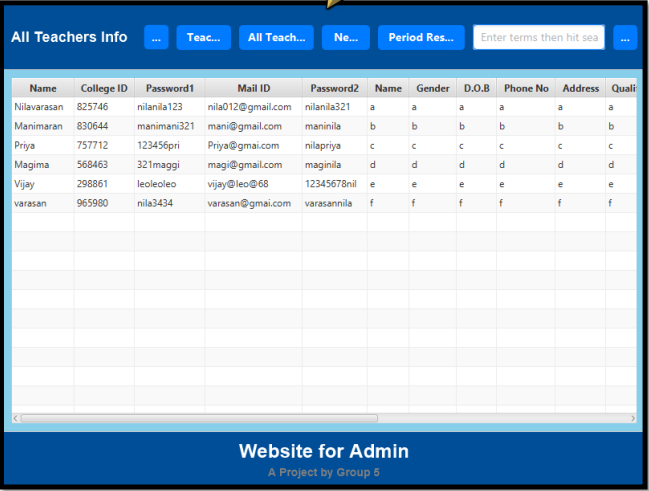 All Teachers Info ... Teac... All Teach... Ne... Period Res... Enter terms then hit sea ...
Name College ID Password1 Mail ID Password2 Name Gender D.O.B Phone No Address Quali
Nilavarasan 825746 nilanila123 nila012@gmail.com nilanila321 a a a a a a
Manimaran 830644 manimani321 mani@gmail.com maninila b b b b b b
Priya 757712 123456pri Priya@gmai.com nilapriya c c c c c c
Magima 568463 321maggi magi@gmail.com maginila d d d d d d
Vijay 298861 leoleoleo vijay@leo@68 12345678nil e e e e e e
varasan 965980 nila3434 varasan@gmai.com varasannila f f f f f f
Website for Admin
A Project by Group 5